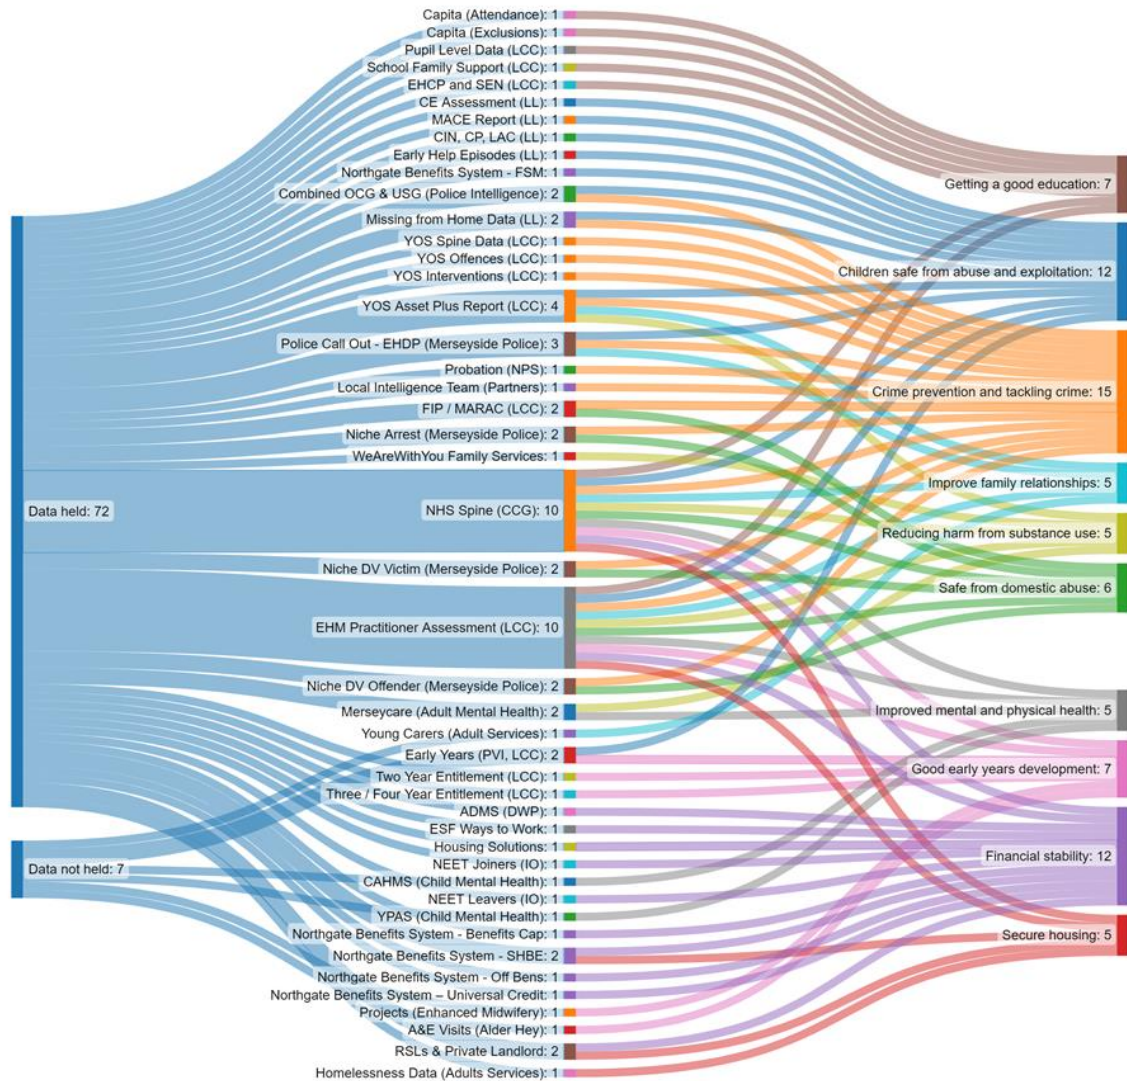 Capita (Attendance): 1
Capita (Exclusions): 1
Pupil Level Data (LCC): 1
School Family Support (LCC): 1
EHCP and SEN (LCC): 1
CE Assessment (LL): 1
MACE Report (LL): 1
CIN, CP, LAC (LL): 1
Early Help Episodes (LL): 1
Northgate Benefits System - FSM: 1
Combined OCG & USG (Police Intelligence): 2
Missing from Home Data (LL): 2
YOS Spine Data (LCC): 1
YOS Offences (LCC): 1
YOS Interventions (LCC): 1
YOS Asset Plus Report (LCC): 4
Police Call Out - EHDP (Merseyside Police): 3
Probation (NPS): 1
Local Intelligence Team (Partners): 1
FIP / MARAC (LCC): 2
Niche Arrest (Merseyside Police): 2
WeAreWithYou Family Services: 1
NHS Spine (CCG): 10
Niche DV Victim (Merseyside Police): 2
EHM Practitioner Assessment (LCC): 10
Niche DV Offender (Merseyside Police): 2
Merseycare (Adult Mental Health): 2
Young Carers (Adult Services): 1
Early Years (PVI, LCC): 2
Two Year Entitlement (LCC): 1
Three / Four Year Entitlement (LCC): 1
ADMS (DWP): 1
ESF Ways to Work: 1
Housing Solutions: 1
NEET Joiners (IO): 1
CAHMS (Child Mental Health): 1
NEET Leavers (IO): 1
YPAS (Child Mental Health): 1
Northgate Benefits System - Benefits Cap: 1
Northgate Benefits System - SHBE: 2
Northgate Benefits System - Off Bens: 1
Northgate Benefits System – Universal Credit: 1
Projects (Enhanced Midwifery): 1
A&E Visits (Alder Hey): 1
RSLs & Private Landlord: 2
Homelessness Data (Adults Services): 1
Data held: 72
Data not held: 7
Getting a good education: 7
Children safe from abuse and exploitation: 12
Crime prevention and tackling crime: 15
Improve family relationships: 5
Reducing harm from substance use: 5
Safe from domestic abuse: 6
Improved mental and physical health: 5
Good early years development: 7
Financial stability: 12
Secure housing: 5